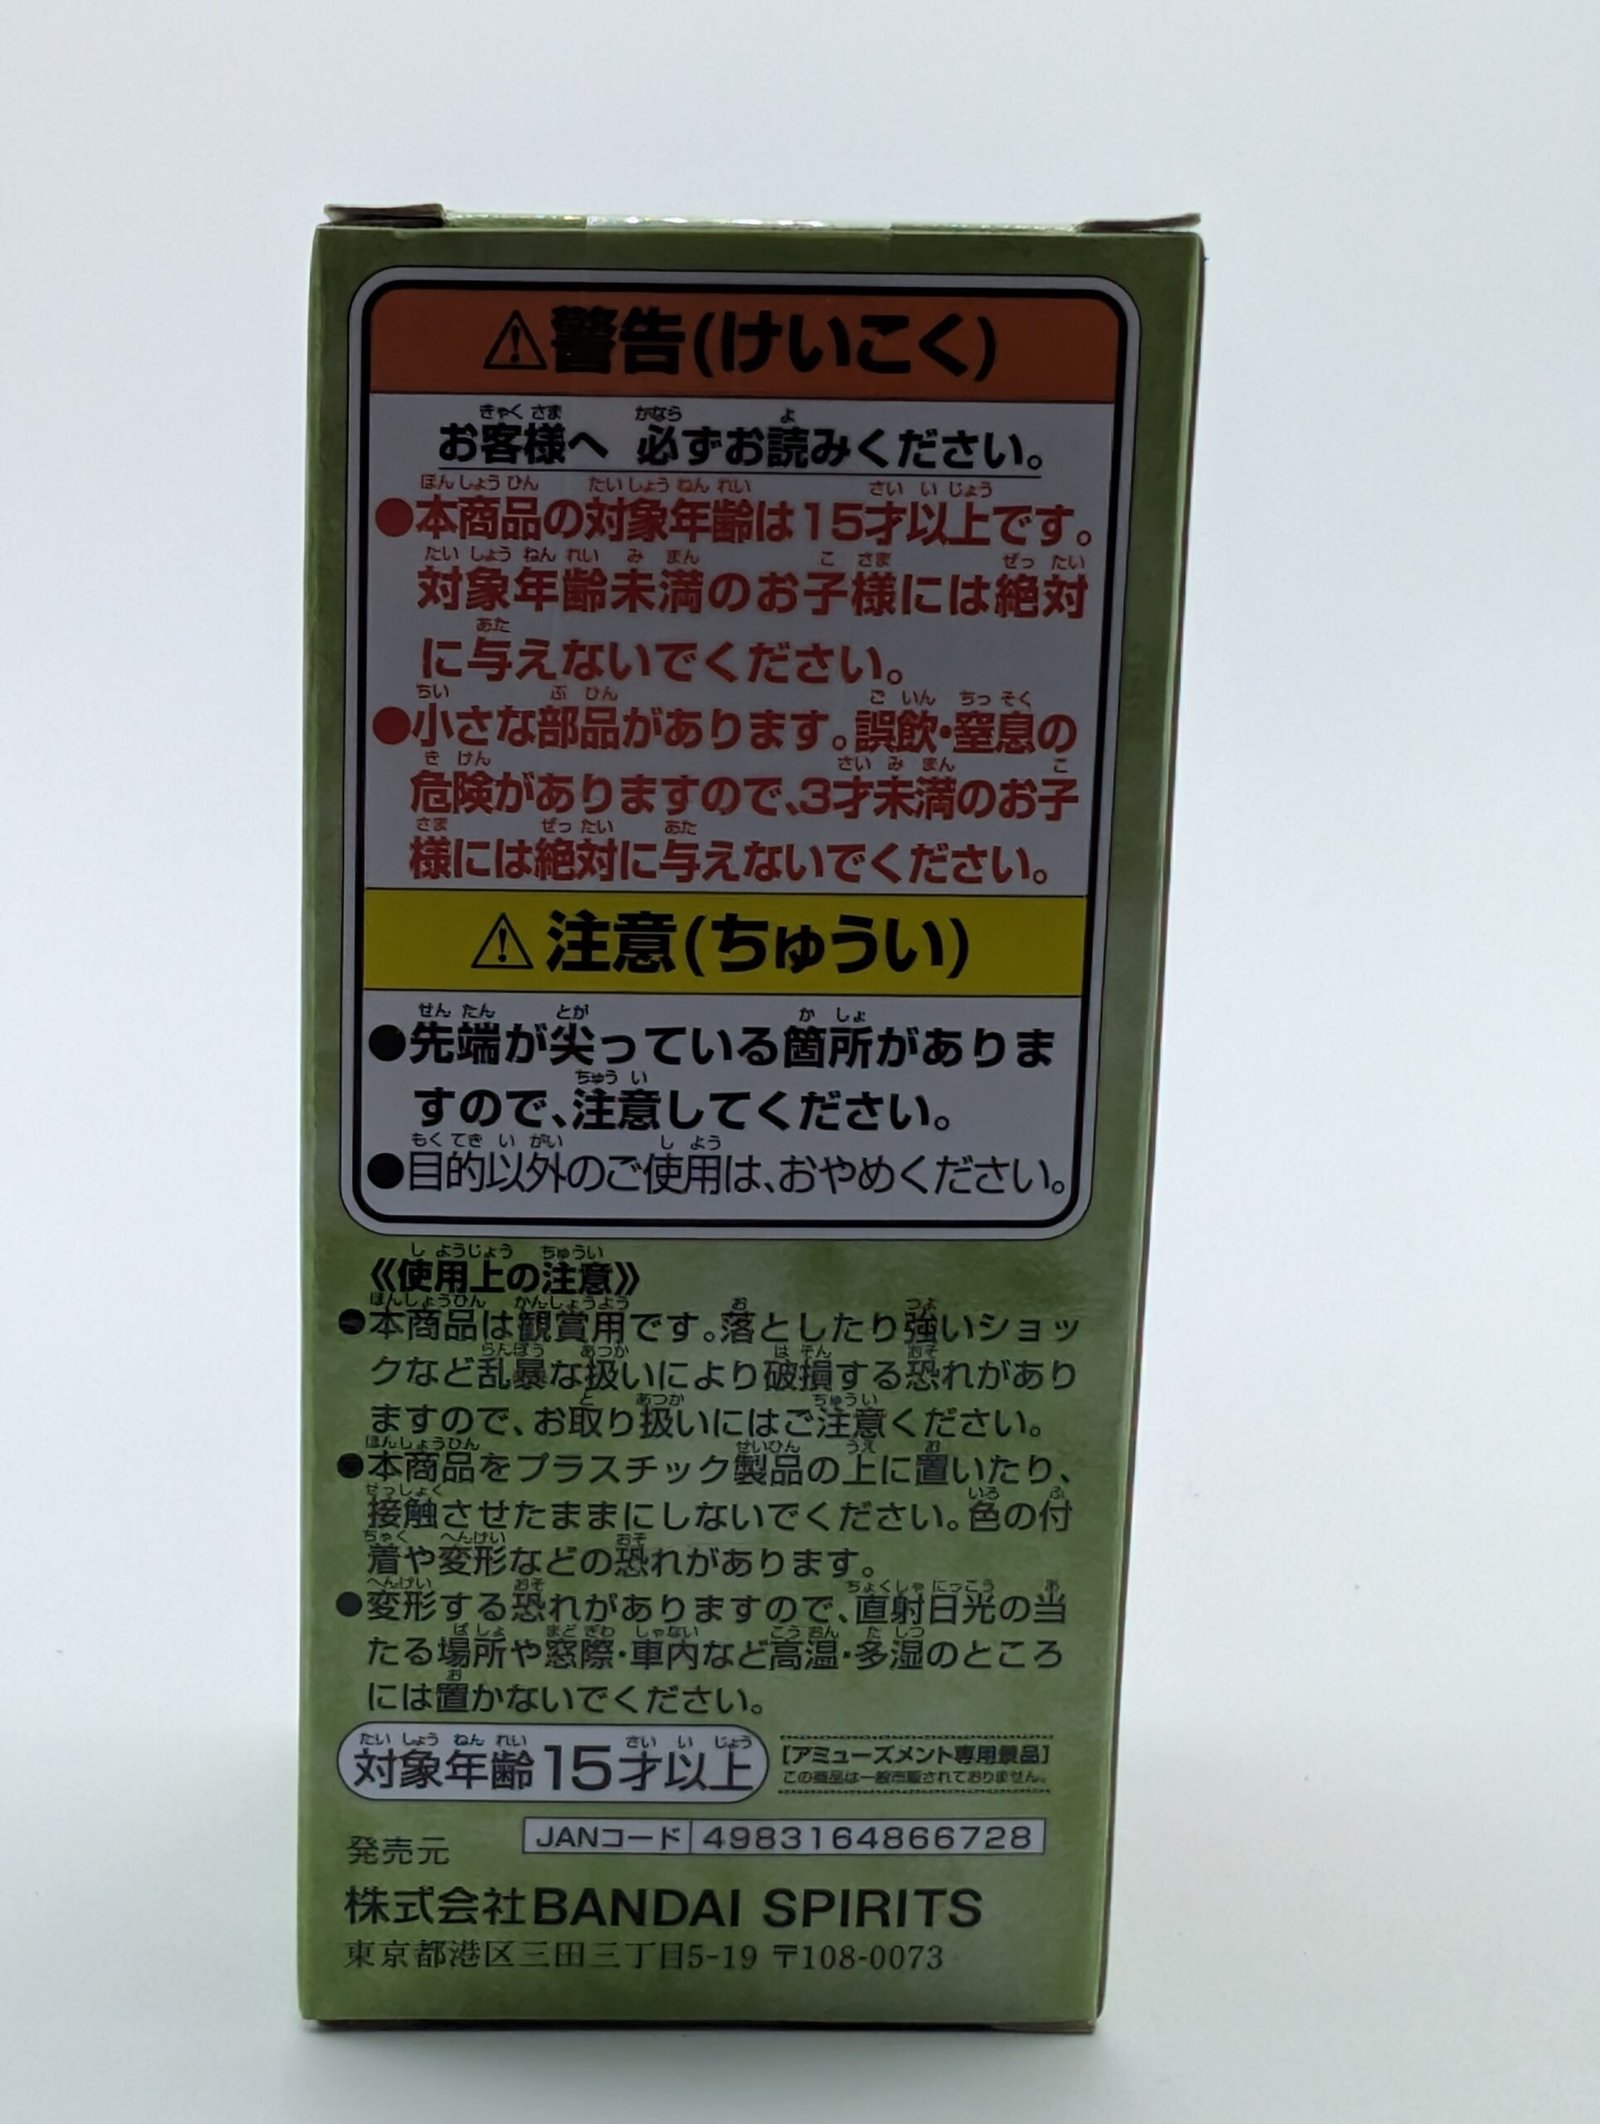 ⚠警告(けいこく)
お客様へ 必ずお読みください。
●本商品の対象年齢は15才以上です。
対象年齢未満のお子様には絶対
に与えないでください。
●小さな部品があります。誤飲・窒息の
危険がありますので、3才未満のお子
様には絶対に与えないでください。
⚠注意(ちゅうい)
●先端が尖っている箇所がありま
すので、注意してください。
●目的以外のご使用は、おやめください。
《使用上の注意》
●本商品は観賞用です。落としたり強いショッ
クなど乱暴な扱いにより破損する恐れがあり
ますので、お取り扱いにはご注意ください。
●本商品をプラスチック製品の上に置いたり、
接触させたままにしないでください。色の付
着や変形などの恐れがあります。
●変形する恐れがありますので、直射日光の当
たる場所や窓際・車内など高温・多湿のところ
には置かないでください。
対象年齢15才以上
[アミューズメント専用景品]
この商品は一般市販されておりません。
JANコード 4983164866728
発売元
株式会社BANDAI SPIRITS
東京都港区三田三丁目5-19 〒108-0073